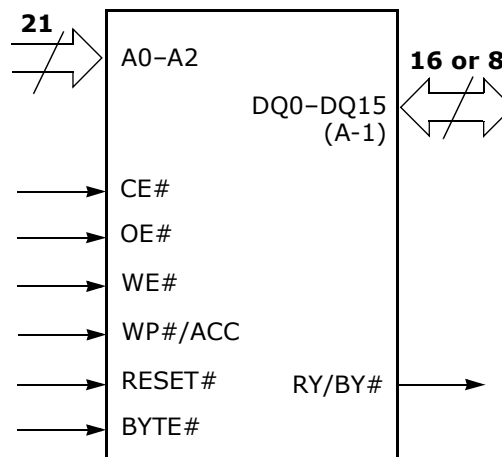 21
A0–A2
16 or 8
DQ0–DQ15
(A-1)
CE#
OE#
WE#
WP#/ACC
RESET#
RY/BY#
BYTE#